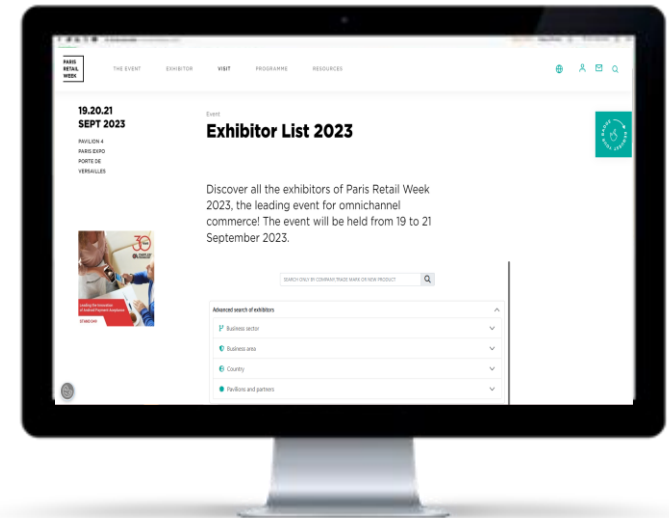 PARIS
RETAIL
WEEK
THE EVENT
EXHIBITOR
VISIT
PROGRAMME
RESOURCES
19.20.21
SEPT 2023
PAVILION 4
PARIS EXPO
PORTE DE
VERSAILLES
Event
Exhibitor List 2023
Discover all the exhibitors of Paris Retail Week
2023, the leading event for omnichannel
commerce! The event will be held from 19 to 21
September 2023.
30
SEARCH ONLY BY COMPANY, TRADE MARK OR NEW PRODUCT
Advanced search of exhibitors
Business sector
Business area
Country
Pavilions and partners